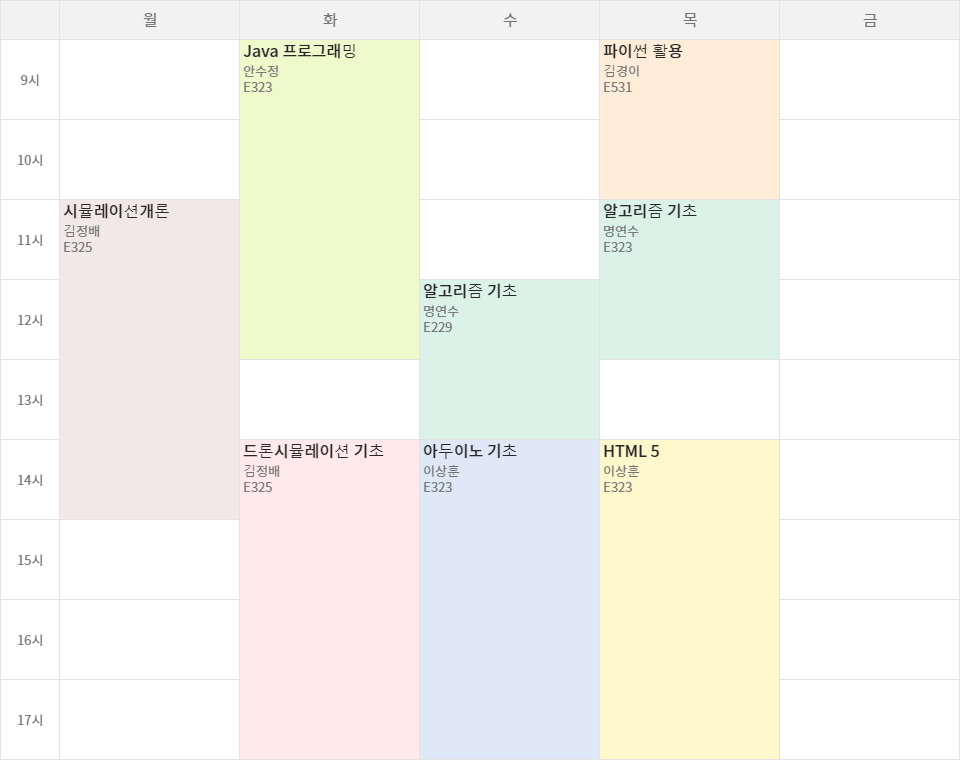 월 화 수 목 금
9시
Java 프로그래밍
안수정
E323
파이썬 활용
김경이
E531
10시
11시
시뮬레이션개론
김정배
E325
알고리즘 기초
명연수
E323
12시
알고리즘 기초
명연수
E229
13시
14시
드론시뮬레이션 기초
김정배
E325
아두이노 기초
이상훈
E323
HTML 5
이상훈
E323
15시
16시
17시